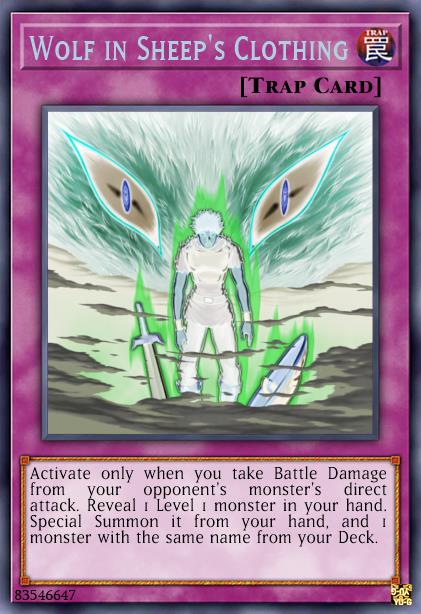 Wolf in Sheep's Clothing
TRAP
罠
[Trap Card]
Activate only when you take Battle Damage
from your opponent's monster's direct
attack. Reveal 1 Level 1 monster in your hand.
Special Summon it from your hand, and 1
monster with the same name from your Deck.
83546647